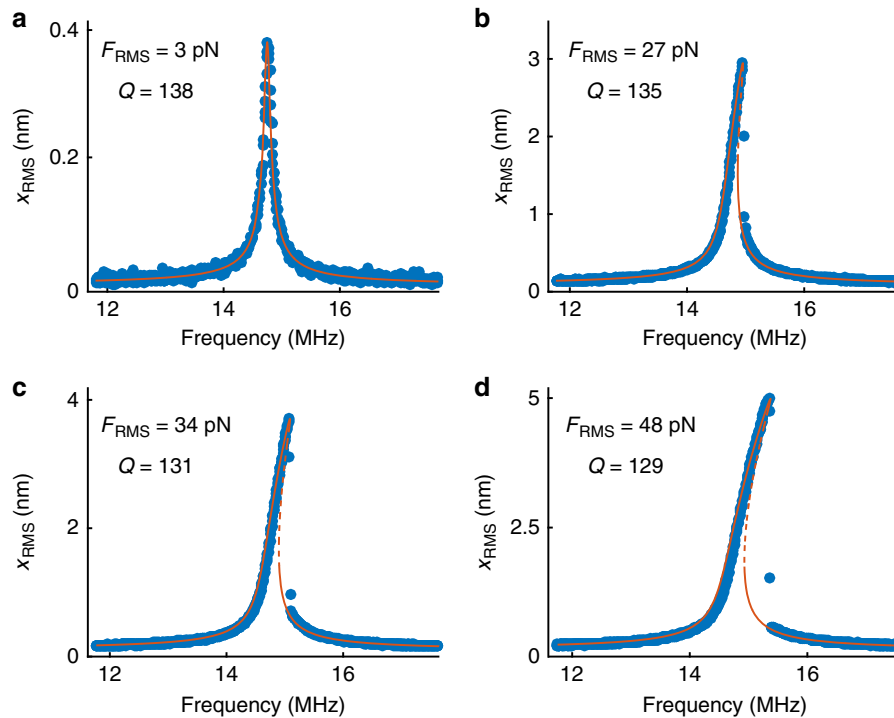 a
F_RMS = 3 pN
Q = 138
x_RMS (nm)
0.4
0.2
0
12
14
16
Frequency (MHz)
b
F_RMS = 27 pN
Q = 135
x_RMS (nm)
3
2
1
0
12
14
16
Frequency (MHz)
c
F_RMS = 34 pN
Q = 131
x_RMS (nm)
4
2
0
12
14
16
Frequency (MHz)
d
F_RMS = 48 pN
Q = 129
x_RMS (nm)
5
2.5
0
12
14
16
Frequency (MHz)